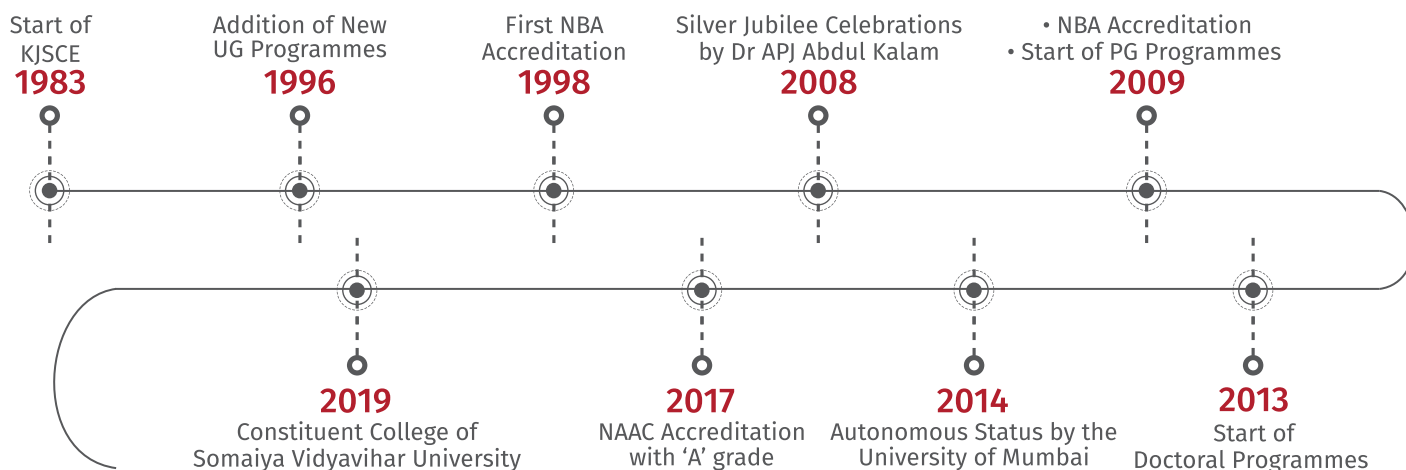 Start of
KJSCE
1983
Addition of New
UG Programmes
1996
First NBA
Accreditation
1998
Silver Jubilee Celebrations
by Dr APJ Abdul Kalam
2008
• NBA Accreditation
• Start of PG Programmes
2009
2013
Start of
Doctoral Programmes
2014
Autonomous Status by the
University of Mumbai
2017
NAAC Accreditation
with ‘A’ grade
2019
Constituent College of
Somaiya Vidyavihar University